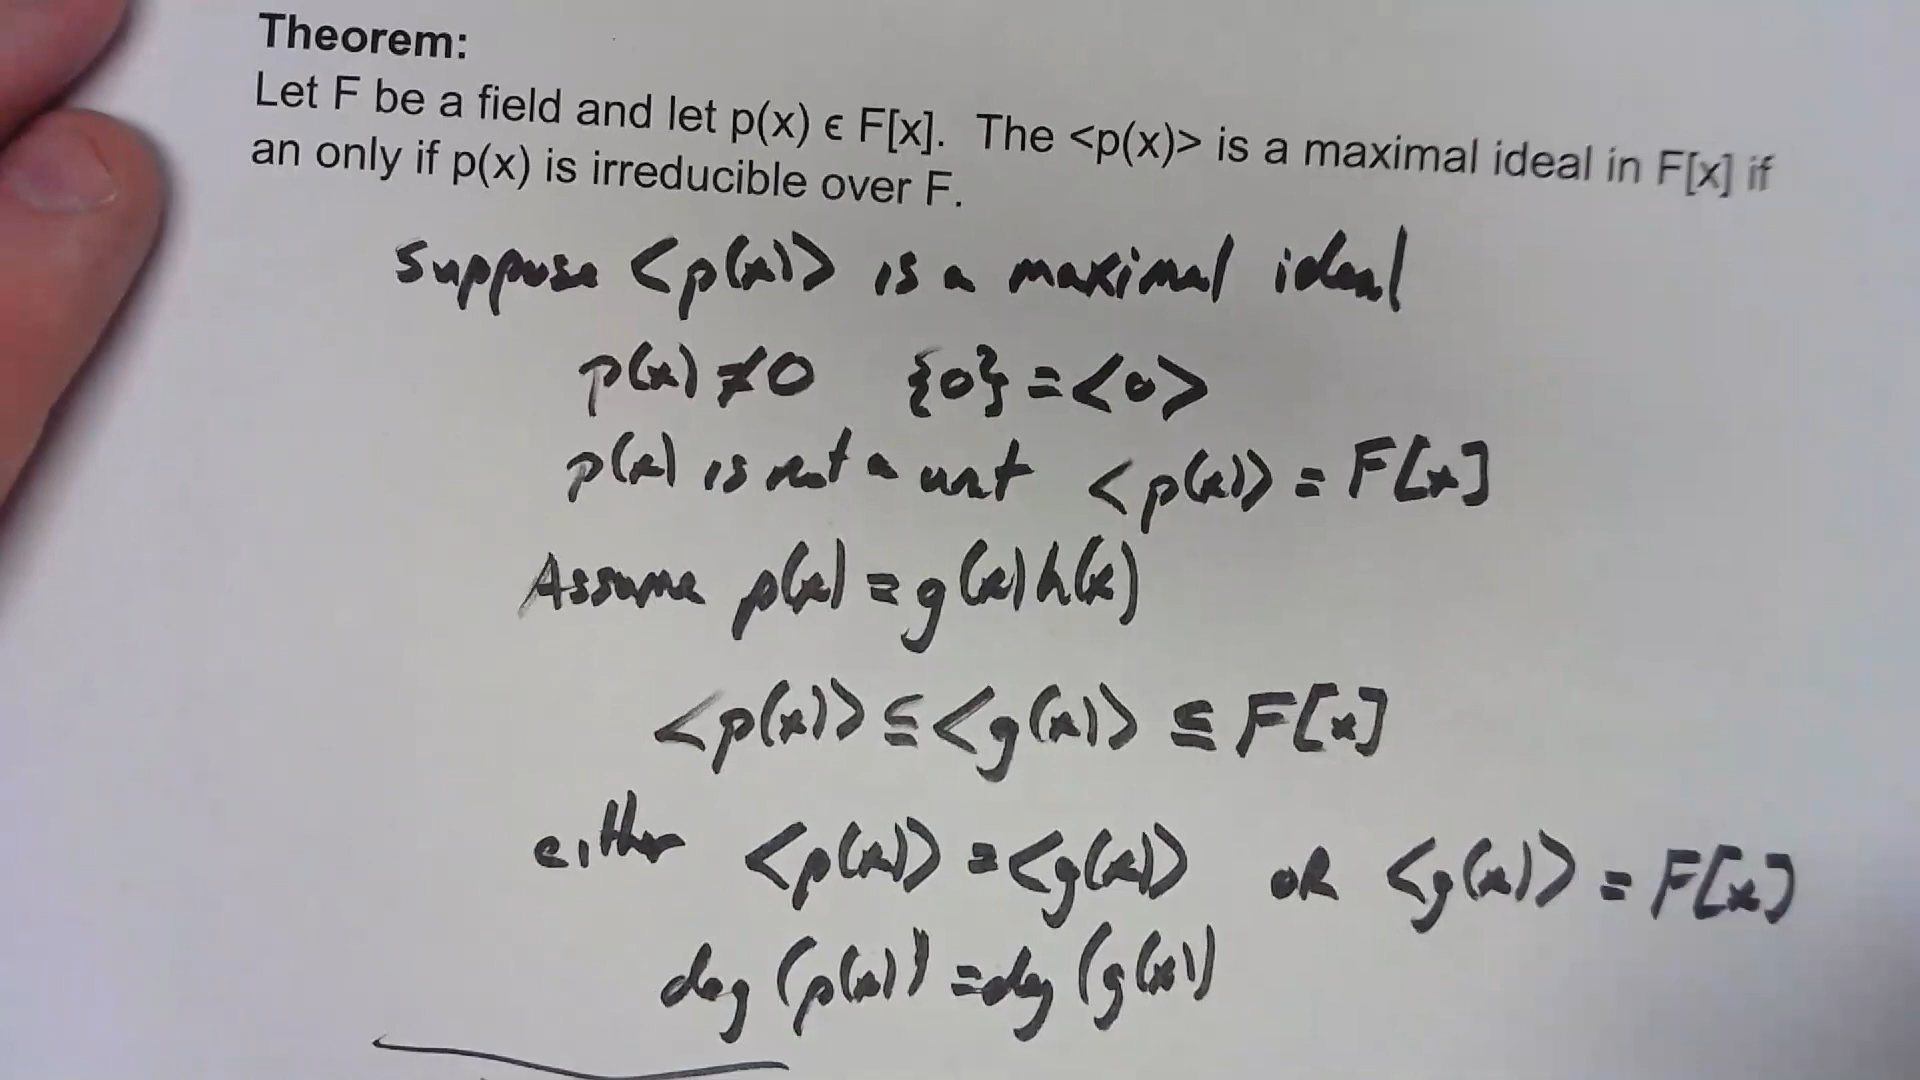 Theorem:
Let F be a field and let p(x) ϵ F[x]. The <p(x)> is a maximal ideal in F[x] if
an only if p(x) is irreducible over F.
Suppose <p(x)> is a maximal ideal
p(x) ≠ 0 {0} = <0>
p(x) is not a unit <p(x)> = F[x]
Assume p(x) = g(x) h(x)
<p(x)> ⊆ <g(x)> ⊆ F[x]
either <p(x)> = <g(x)> OR <g(x)> = F[x]
deg (p(x)) = deg (g(x))